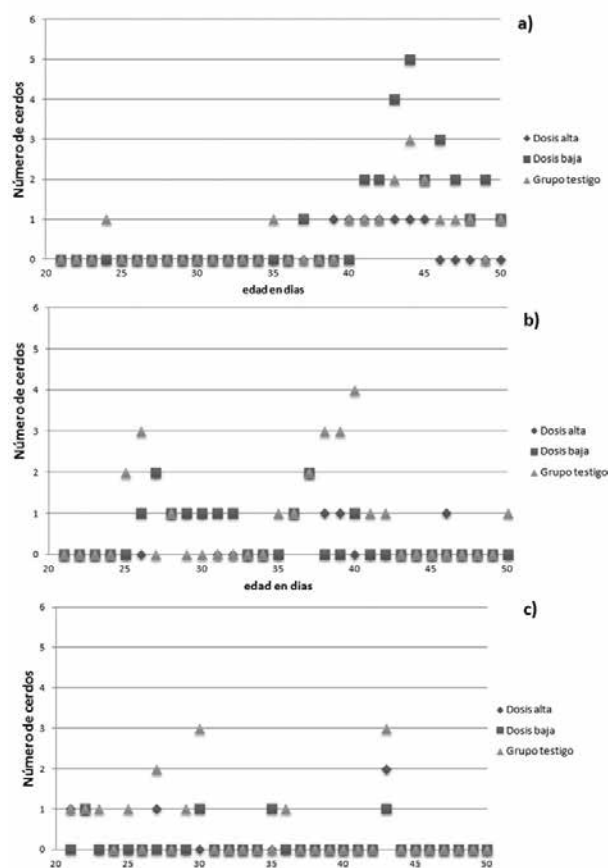 a)
Número de cerdos
6
5
4
3
2
1
0
20 25 30 35 40 45 50
edad en dias
Dosis alta
Dosis baja
Grupo testigo
b)
Número de cerdos
6
5
4
3
2
1
0
20 25 30 35 40 45 50
edad en dias
Dosis alta
Dosis baja
Grupo testigo
c)
Número de cerdos
6
5
4
3
2
1
0
20 25 30 35 40 45 50
Dosis alta
Dosis baja
Grupo testigo